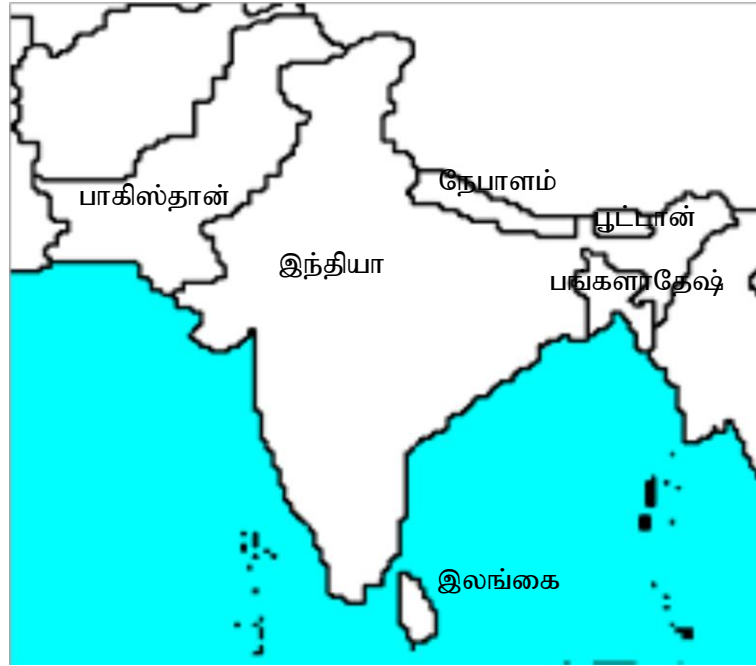 நேபாளம்
பாகிஸ்தான்
பூட்டான்
இந்தியா
பங்களாதேஷ்
இலங்கை